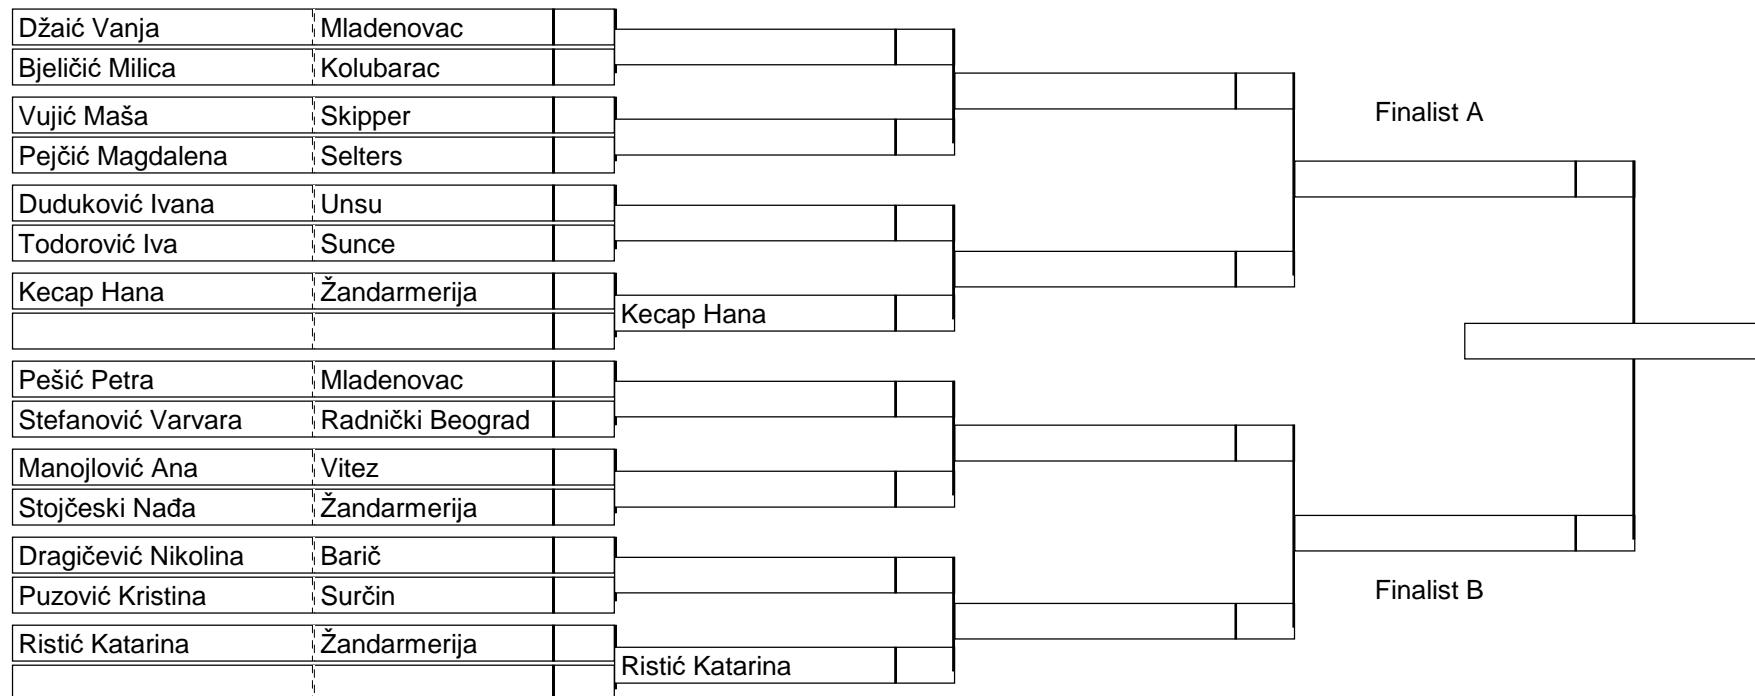 Džaić Vanja Mladenovac
Bjeličić Milica Kolubarac
Vujić Maša Skipper
Finalist A
Pejčić Magdalena Selters
Duduković Ivana Unsu
Todorović Iva Sunce
Kecap Hana Žandarmerija
Kecap Hana
Pešić Petra Mladenovac
Stefanović Varvara Radnički Beograd
Manojlović Ana Vitez
Stojčeski Nađa Žandarmerija
Dragičević Nikolina Barič
Puzović Kristina Surčin
Finalist B
Ristić Katarina Žandarmerija
Ristić Katarina